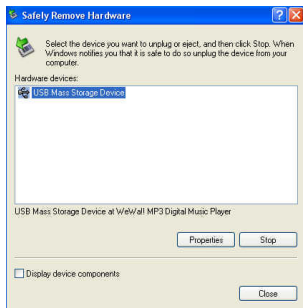 Safely Remove Hardware
Select the device you want to unplug or eject, and then click Stop. When
Windows notifies you that it is safe to do so unplug the device from your
computer.
Hardware devices:
USB Mass Storage Device
USB Mass Storage Device at WeWa!! MP3 Digital Music Player
Properties
Stop
Display device components
Close